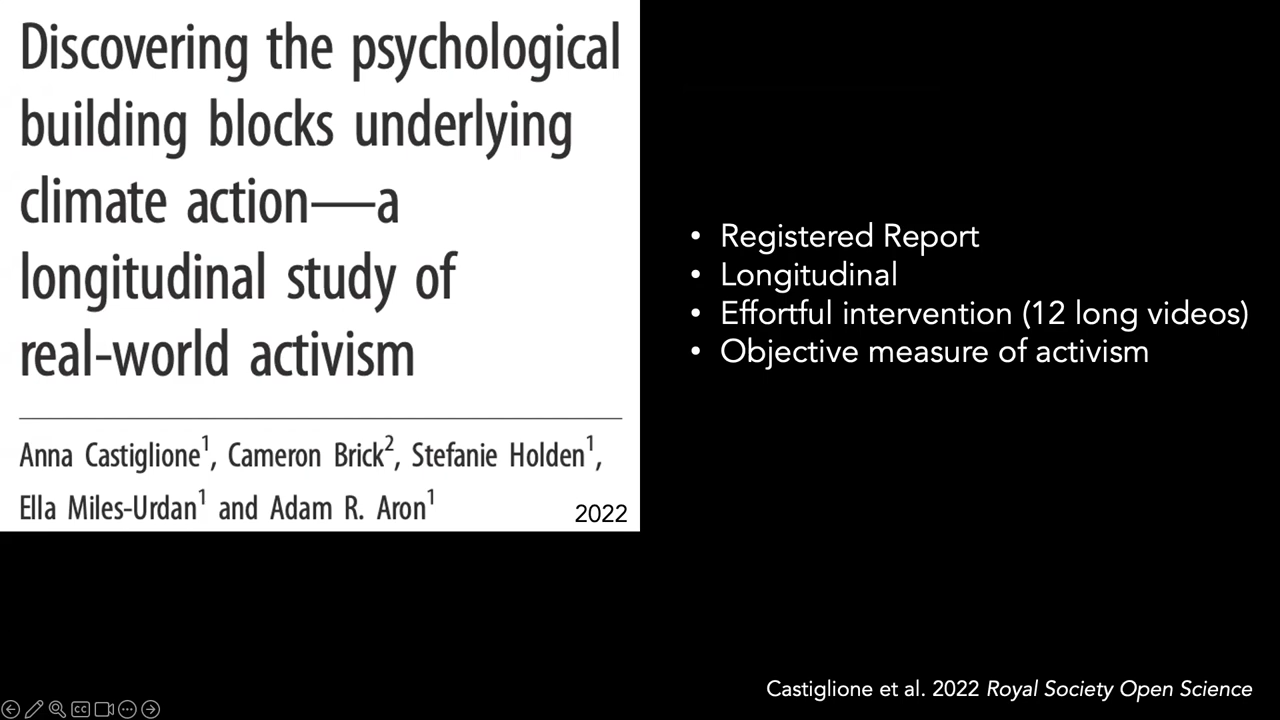 Discovering the psychological
building blocks underlying
climate action—a
longitudinal study of
real-world activism
Anna Castiglione1, Cameron Brick2, Stefanie Holden1,
Ella Miles-Urdan1 and Adam R. Aron1
2022
• Registered Report
• Longitudinal
• Effortful intervention (12 long videos)
• Objective measure of activism
Castiglione et al. 2022 Royal Society Open Science
CC